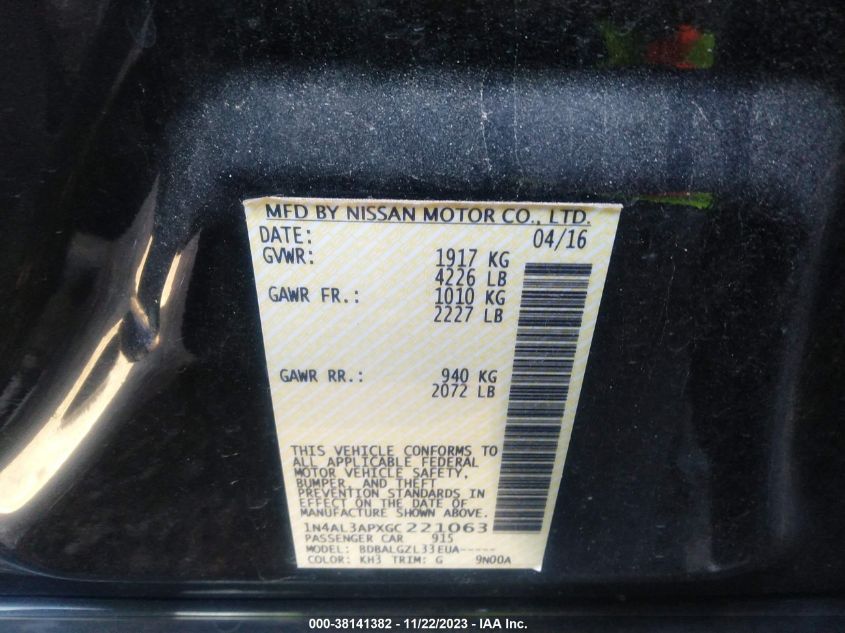 MFD BY NISSAN MOTOR CO., LTD.
DATE: 04/16
GVWR: 1917 KG
4226 LB
GAWR FR.: 1010 KG
2227 LB
GAWR RR.: 940 KG
2072 LB
THIS VEHICLE CONFORMS TO
ALL APPLICABLE FEDERAL
MOTOR VEHICLE SAFETY,
BUMPER, AND THEFT
PREVENTION STANDARDS IN
EFFECT ON THE DATE OF
MANUFACTURE SHOWN ABOVE.
1N4AL3APXGC221063
PASSENGER CAR 915
MODEL: BDBALGZL33EUA-----
COLOR: KH3 TRIM: G 9N00A
000-38141382 - 11/22/2023 - IAA Inc.